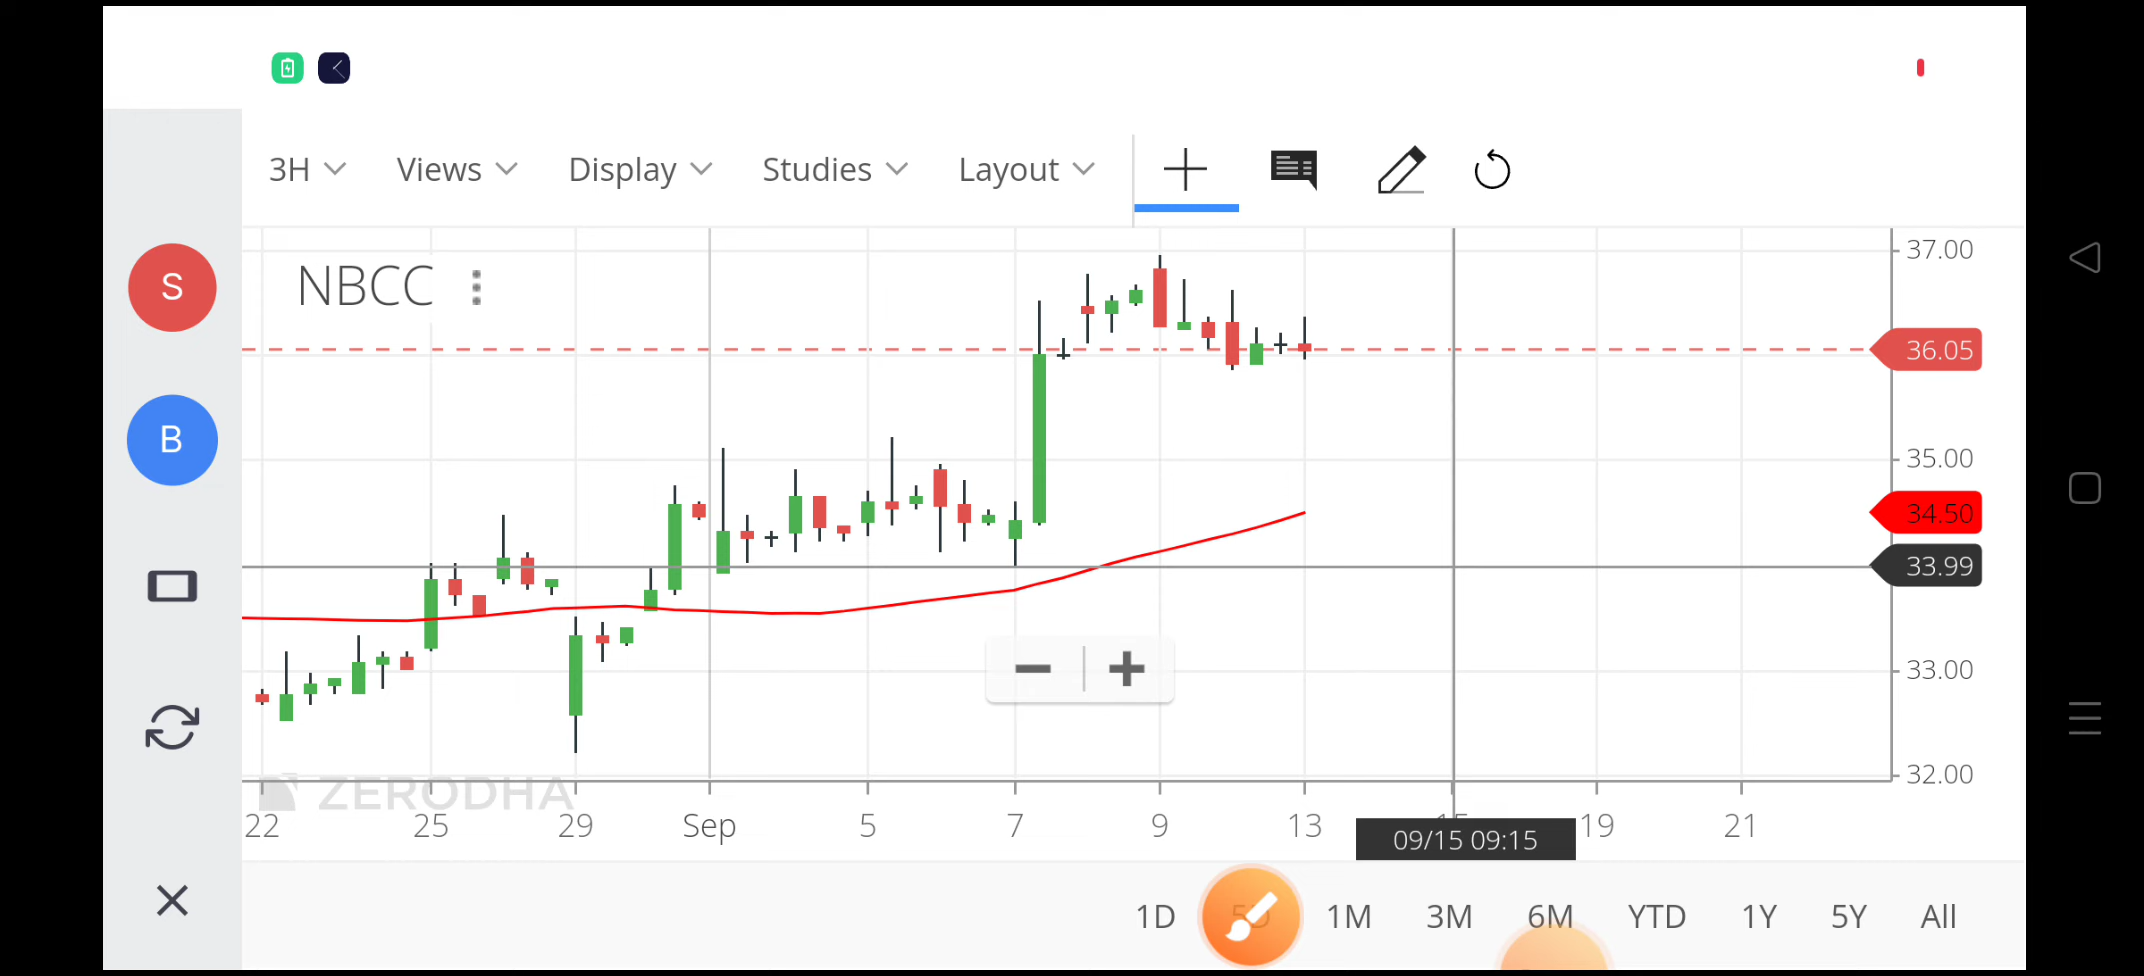 3H Views Display Studies Layout
NBCC
S
B
37.00
36.05
35.00
34.50
33.99
33.00
32.00
ZERODHA
22 25 29 Sep 5 7 9 13 19 21
09/15 09:15
1D 5D 1M 3M 6M YTD 1Y 5Y All